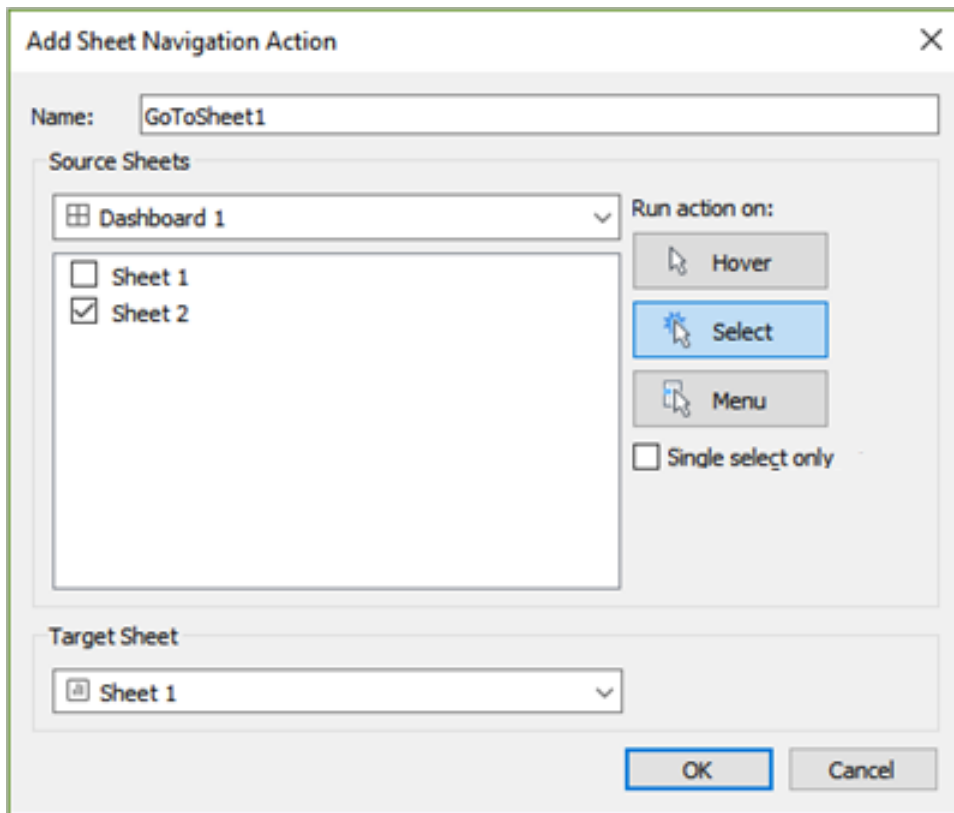 Add Sheet Navigation Action
Name: GoToSheet1
Source Sheets
Dashboard 1
Sheet 1
Sheet 2
Run action on:
Hover
Select
Menu
Single select only
Target Sheet
Sheet 1
OK Cancel